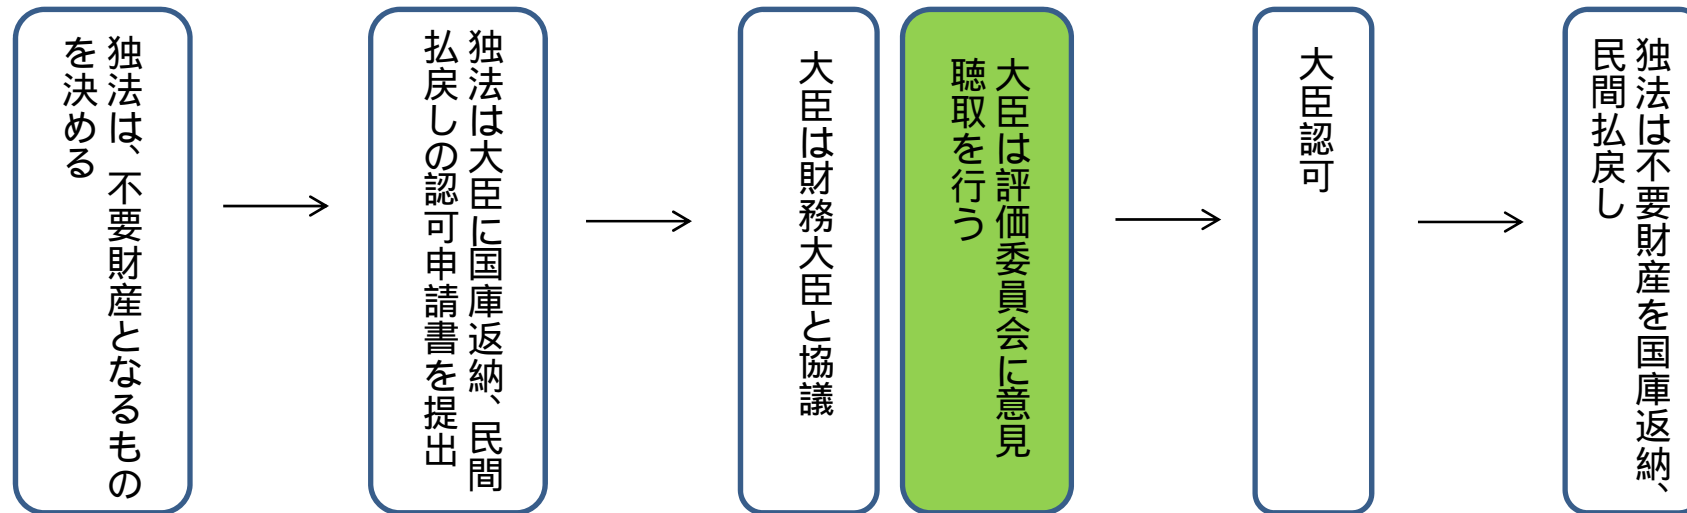 独法は、不要財産となるもの
を決める
独法は大臣に国庫返納、民間
払戻しの認可申請書を提出
大臣は財務大臣と協議
大臣は評価委員会に意見
聴取を行う
大臣認可
独法は不要財産を国庫返納、
民間払戻し